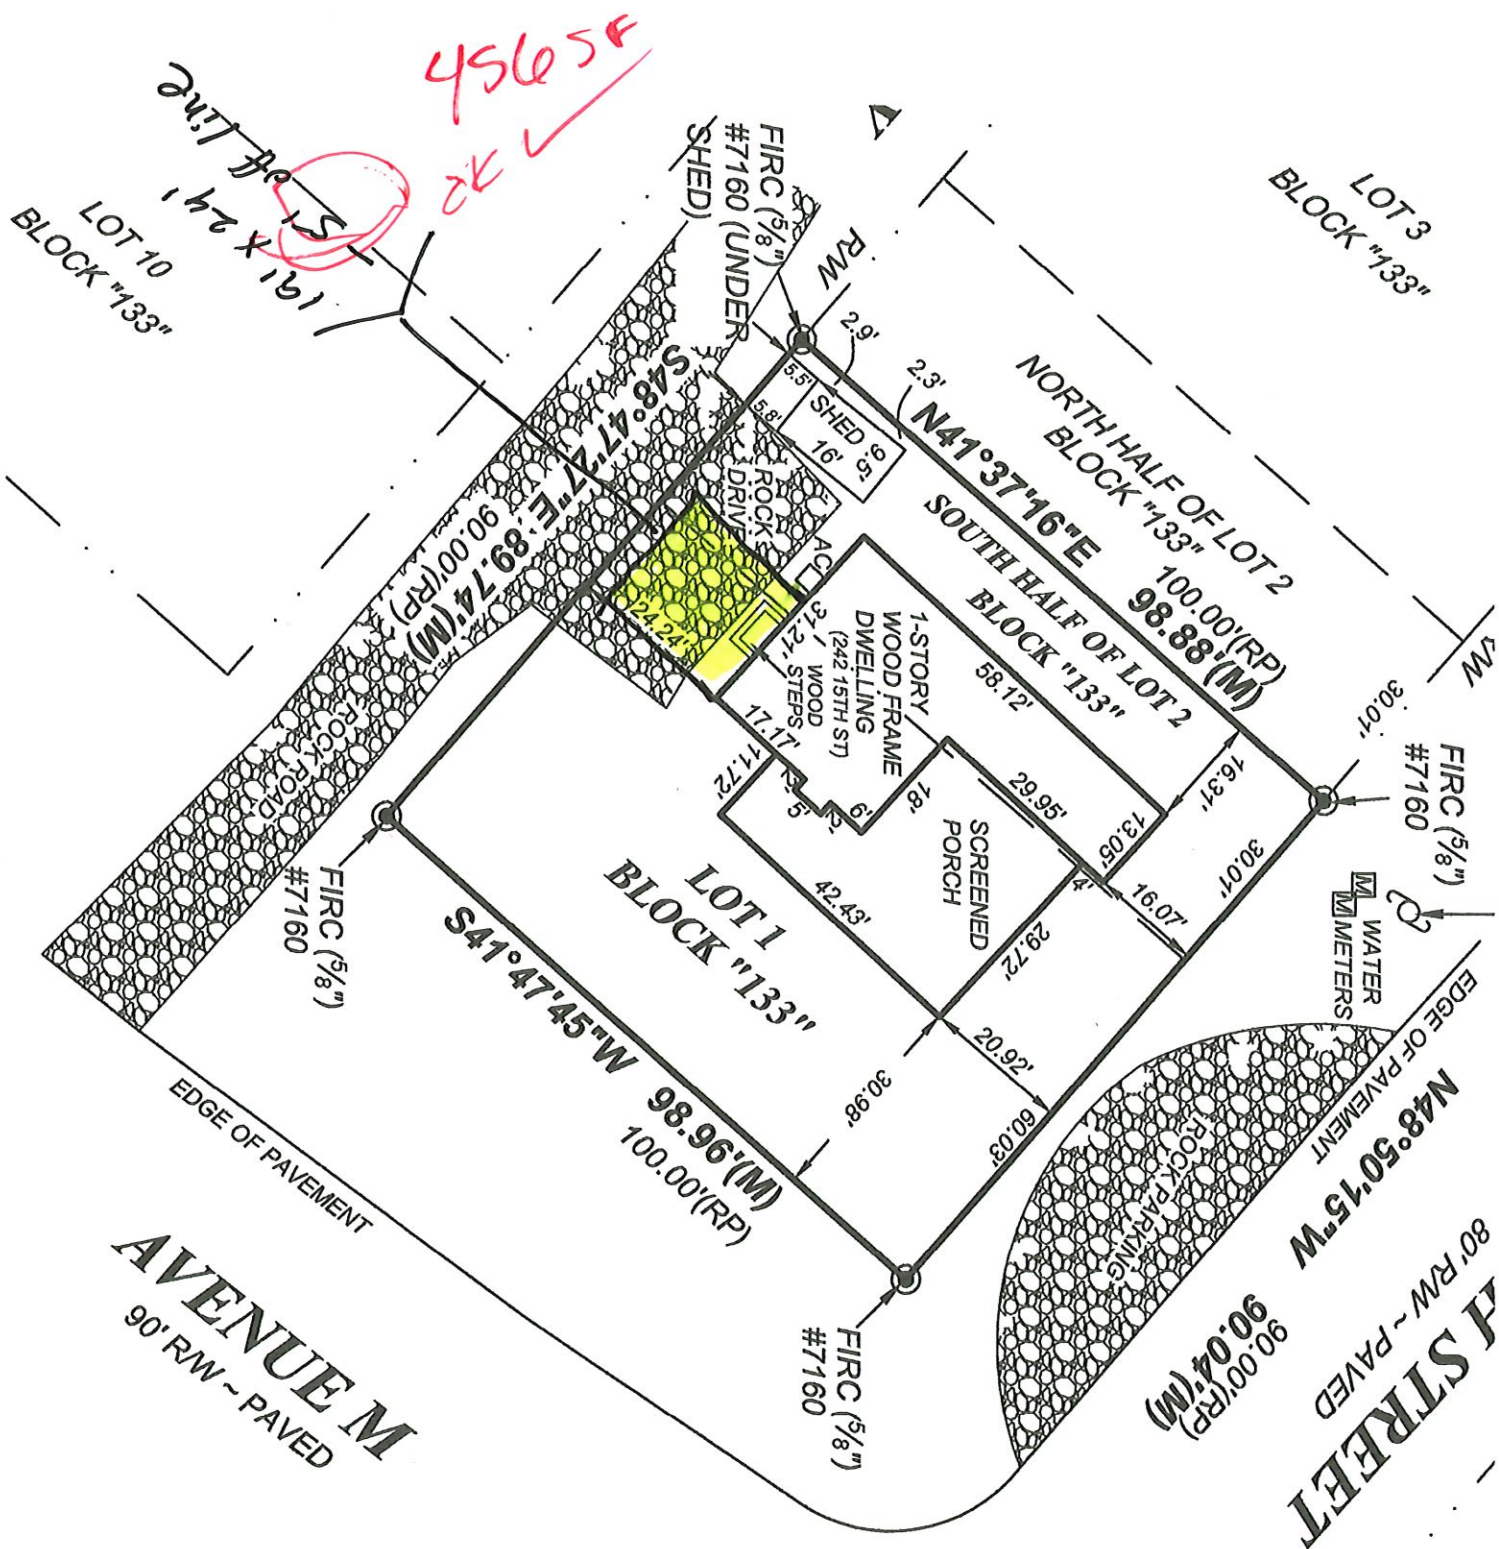 456 SF
OK ✓
5' off line
19' X 24'
LOT 10
BLOCK "133"
FIRC (5/8")
#7160 (UNDER
SHED)
R/W
LOT 3
BLOCK "133"
2.9'
2.3'
5.5'
5.8'
SHED 9.5'
16'
N41°37'16"E
100.00'(RP)
98.88'(M)
NORTH HALF OF LOT 2
BLOCK "133"
SOUTH HALF OF LOT 2
BLOCK "133"
R/W
30.01'
FIRC (5/8")
#7160
S48°47'27"E 89.74'(M)
90.00'(RP)
ROCK
DRIVE
AC
31.21'
WOOD
STEPS
24.24'
1-STORY
WOOD FRAME
DWELLING
(242 15TH ST)
58.12'
16.31'
13.05'
30.01'
17.17'
11.72'
2'
5'
2'
6'
18'
29.95'
4'
16.07'
SCREENED
PORCH
42.43'
29.72'
LOT 1
BLOCK "133"
20.92'
30.98'
60.03'
WATER
METERS
M
M
EDGE OF PAVEMENT
ROCK PARKING
N48°50'15"W
90.00'(RP)
90.04'(M)
H STREET
80' R/W ~ PAVED
ROCK ROAD
FIRC (5/8")
#7160
S41°47'45"W
98.96'(M)
100.00'(RP)
FIRC (5/8")
#7160
EDGE OF PAVEMENT
AVENUE M
90' R/W ~ PAVED